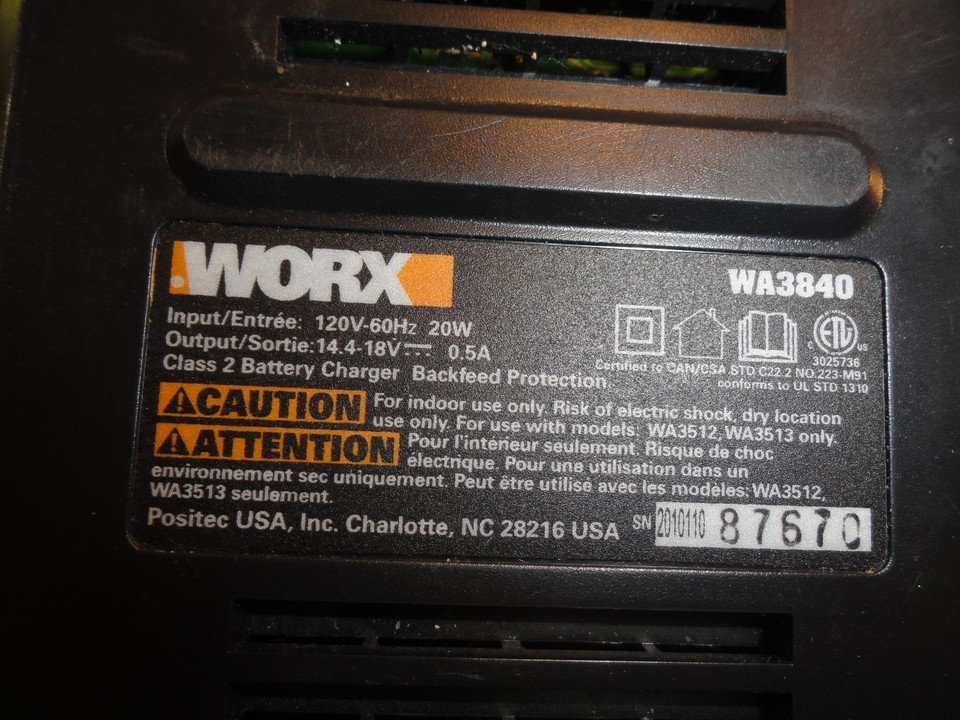 WORX
WA3840
Input/Entrée: 120V-60Hz 20W
Output/Sortie:14.4-18V⎓ 0.5A
Class 2 Battery Charger Backfeed Protection.
ETL
C US
3025736
Certified to CAN/CSA STD C22.2 NO.223-M91
conforms to UL STD 1310
CAUTION For indoor use only. Risk of electric shock, dry location
use only. For use with models: WA3512, WA3513 only.
ATTENTION Pour l'intérieur seulement. Risque de choc
électrique. Pour une utilisation dans un
environnement sec uniquement. Peut être utilisé avec les modèles: WA3512,
WA3513 seulement.
Positec USA, Inc. Charlotte, NC 28216 USA SN 2010110 87670